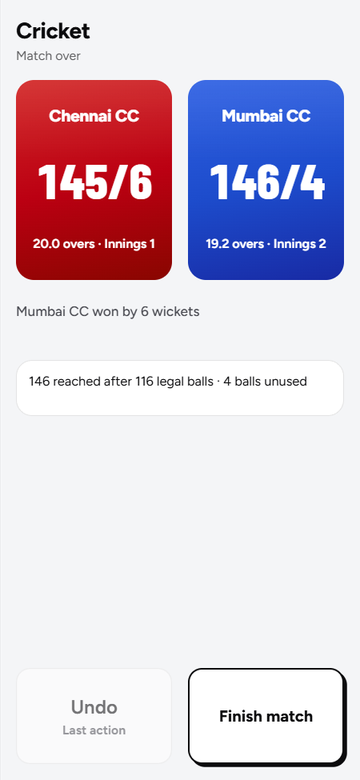 Cricket
Match over
Chennai CC
145/6
20.0 overs · Innings 1
Mumbai CC
146/4
19.2 overs · Innings 2
Mumbai CC won by 6 wickets
146 reached after 116 legal balls · 4 balls unused
Undo
Last action
Finish match